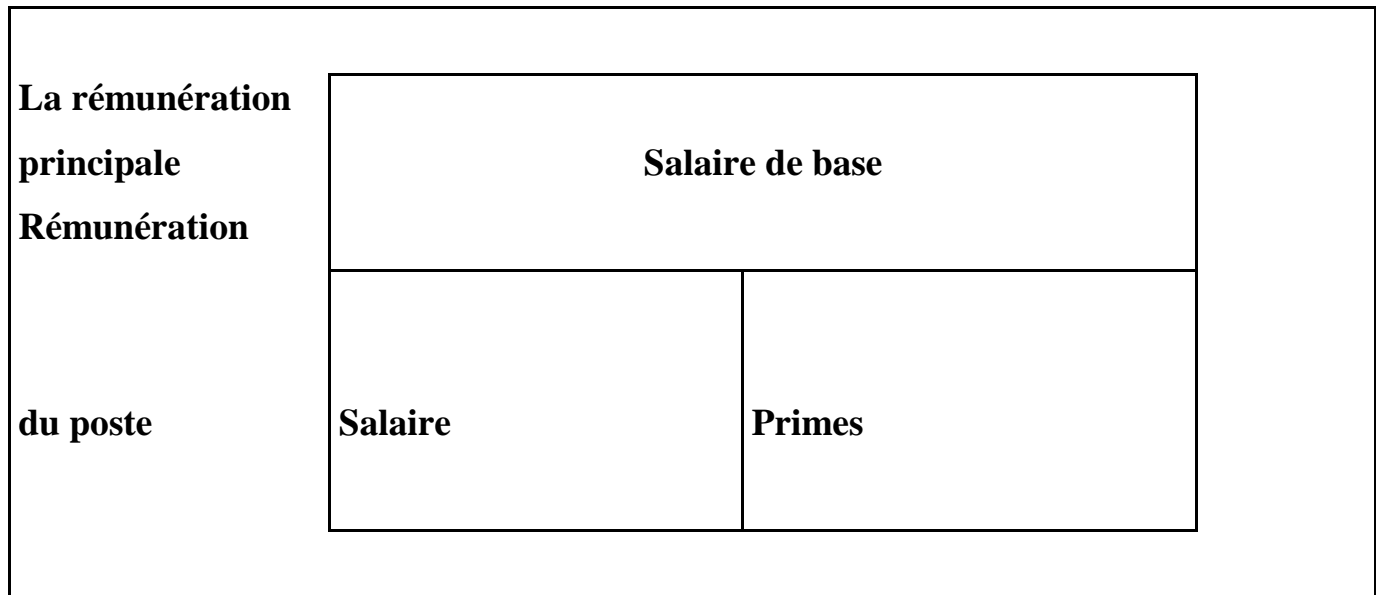 La rémunération
principale
Rémunération
Salaire de base
du poste
Salaire
Primes